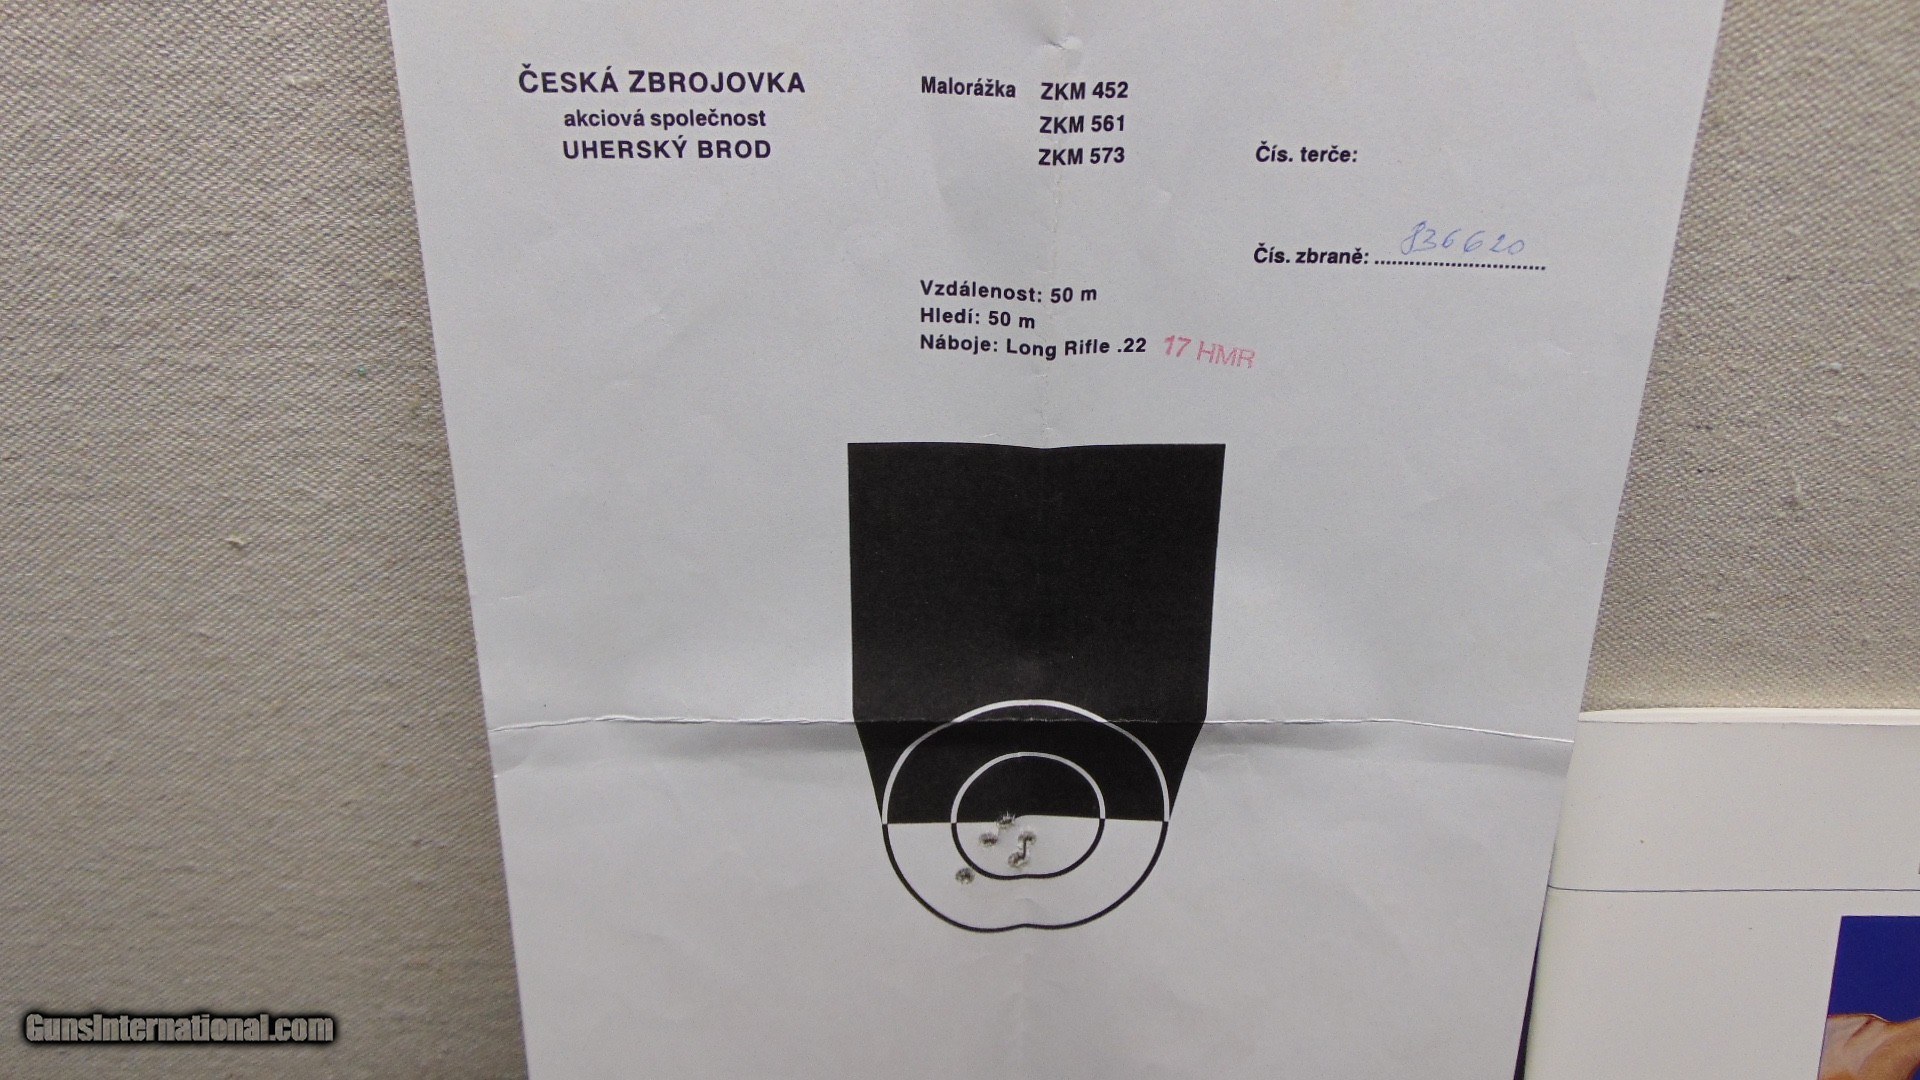 ČESKÁ ZBROJOVKA
akciová společnost
UHERSKÝ BROD
Malorážka ZKM 452
ZKM 561
ZKM 573
Čís. terče:
Čís. zbraně: 836620
Vzdálenost: 50 m
Hledí: 50 m
Náboje: Long Rifle .22 17 HMR
GunsInternational.com